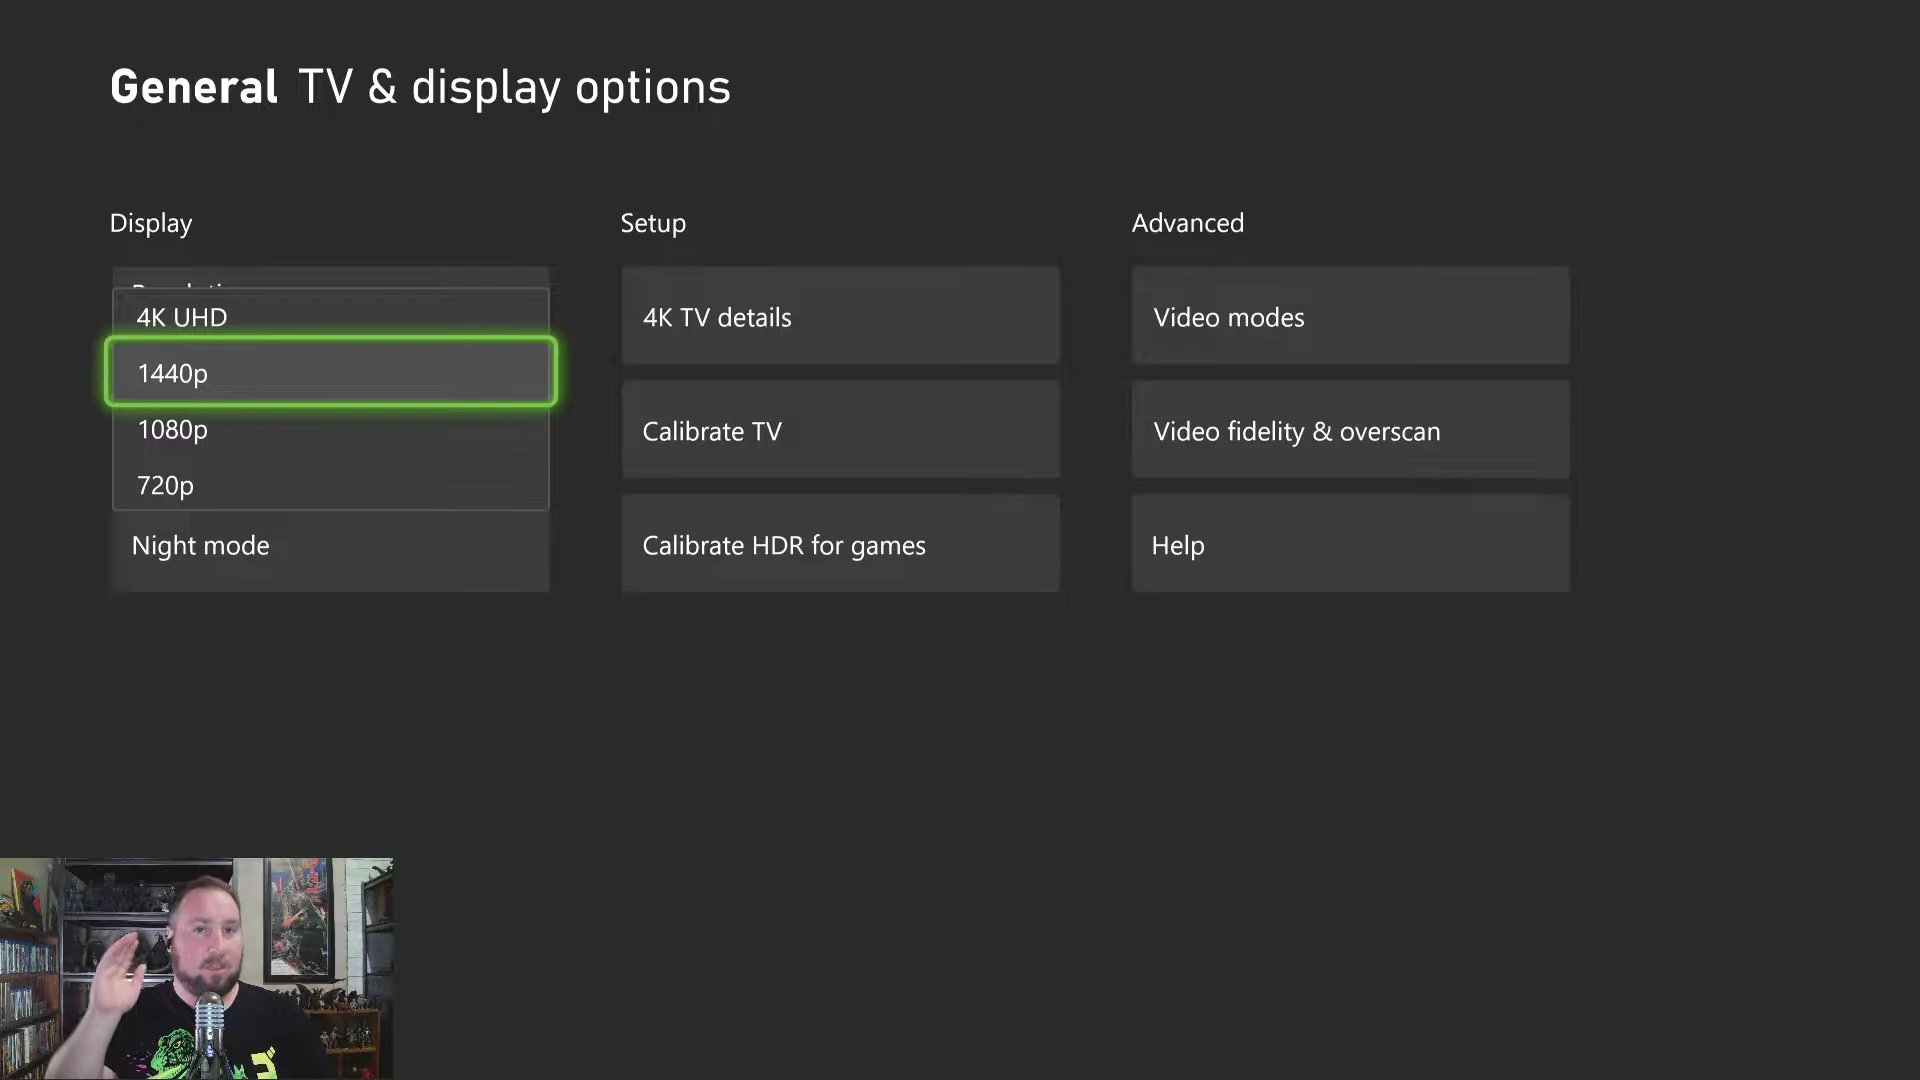 General TV & display options
Display
4K UHD
1440p
1080p
720p
Night mode
Setup
4K TV details
Calibrate TV
Calibrate HDR for games
Advanced
Video modes
Video fidelity & overscan
Help